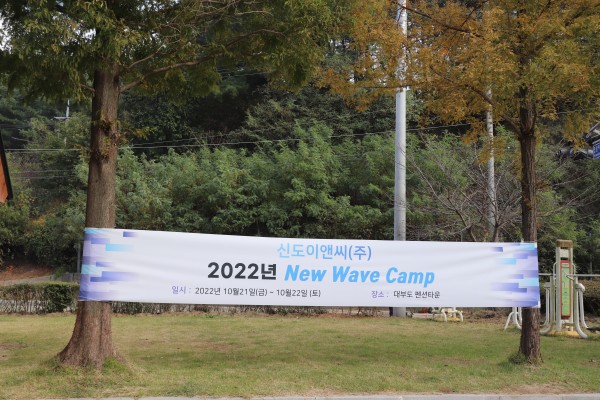 신도이앤씨(주)
2022년 New Wave Camp
일시 : 2022년 10월21일(금) ~ 10월22일 (토) 장소 : 대부도 펜션타운